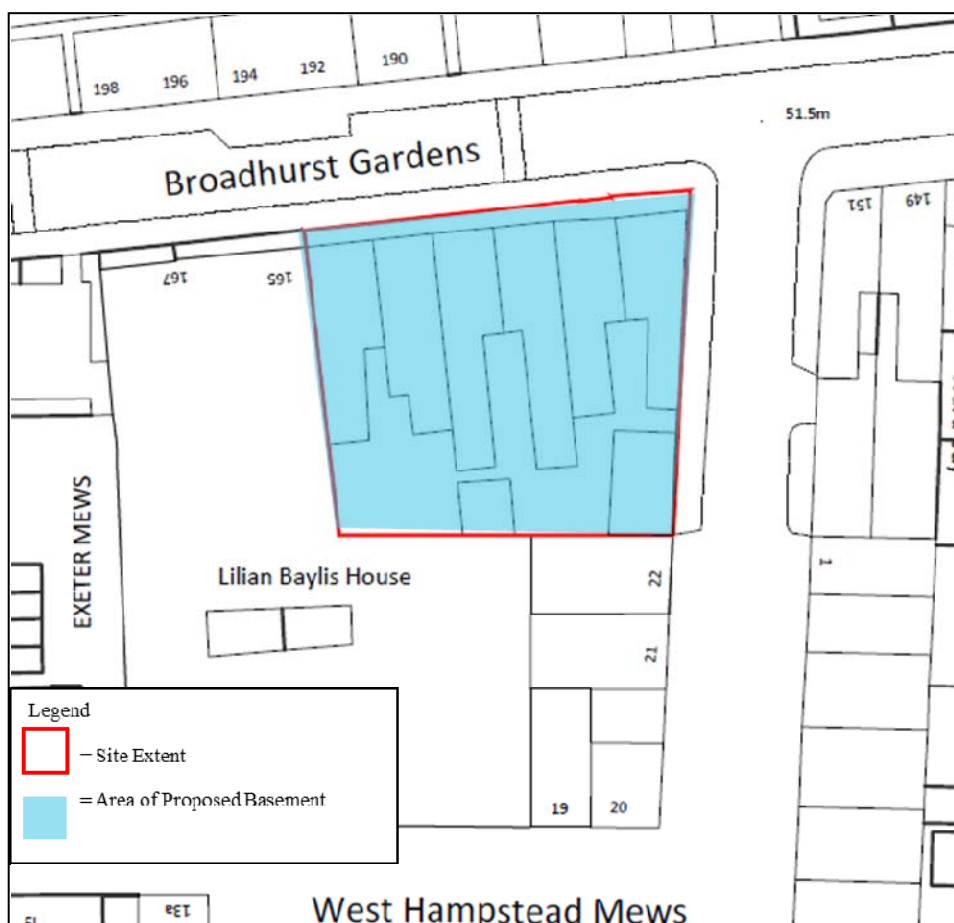 198 196 194 192 190
51.5m
Broadhurst Gardens
151 149
167 165
EXETER MEWS
Lilian Baylis House
22
1
21
Legend
– Site Extent
= Area of Proposed Basement
19 20
13a
West Hampstead Mews